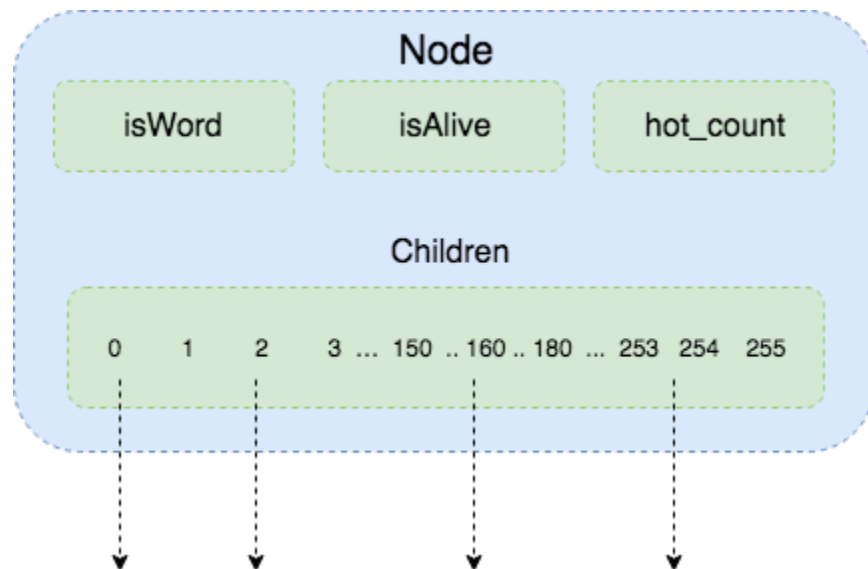 Node
isWord isAlive hot_count
Children
0 1 2 3 ... 150 .. 160 .. 180 ... 253 254 255